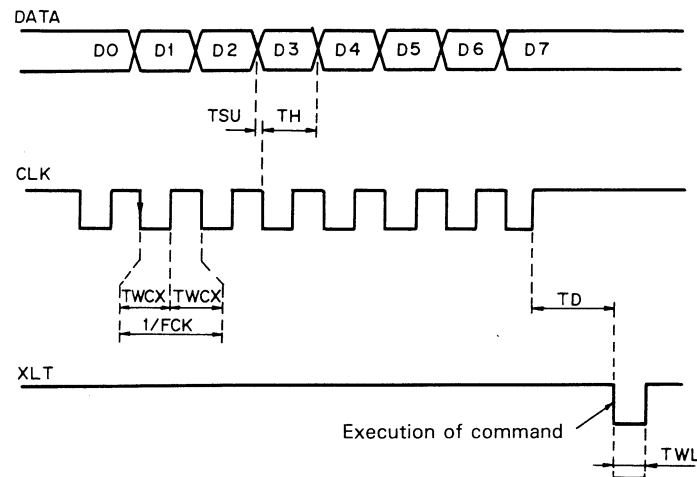 DATA
D0 D1 D2 D3 D4 D5 D6 D7
TSU TH
CLK
TWCX TWCX
TD
1/FCK
XLT
Execution of command
TWL